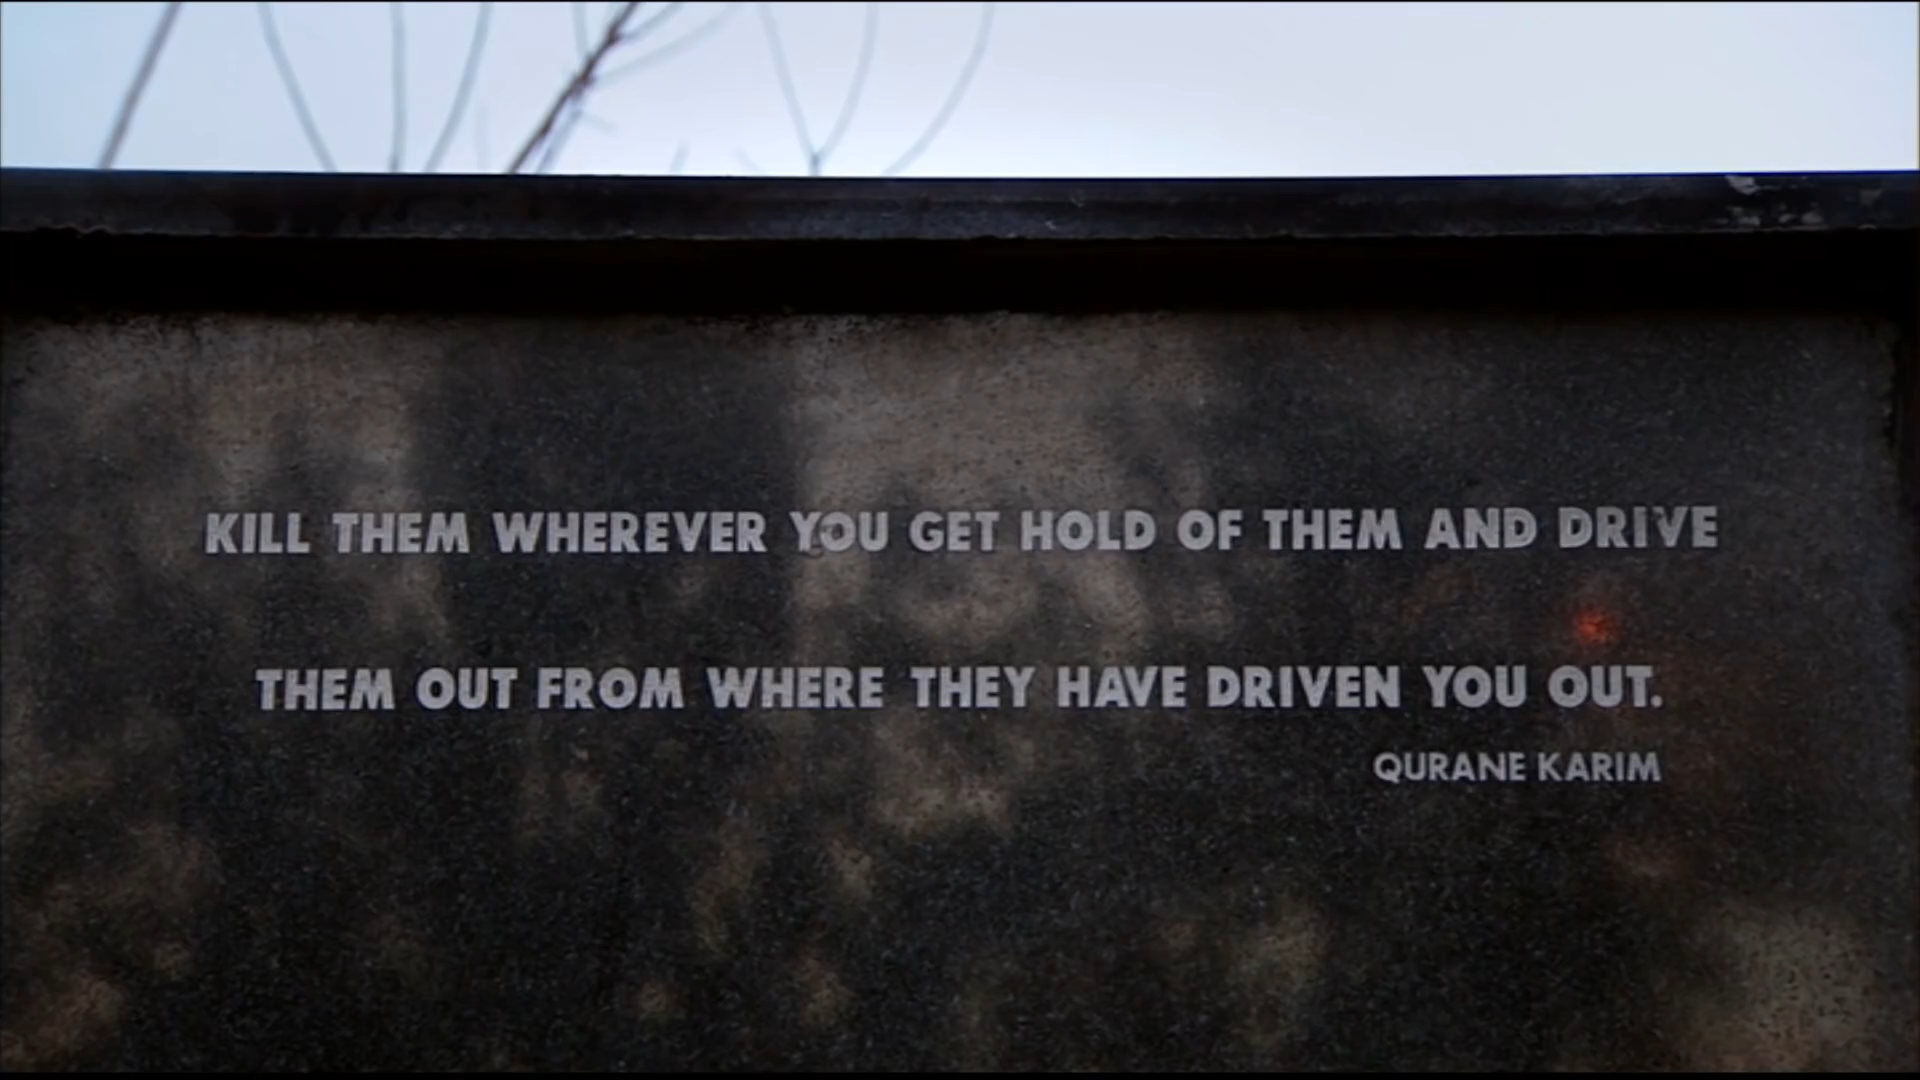 KILL THEM WHEREVER YOU GET HOLD OF THEM AND DRIVE
THEM OUT FROM WHERE THEY HAVE DRIVEN YOU OUT.
QURANE KARIM